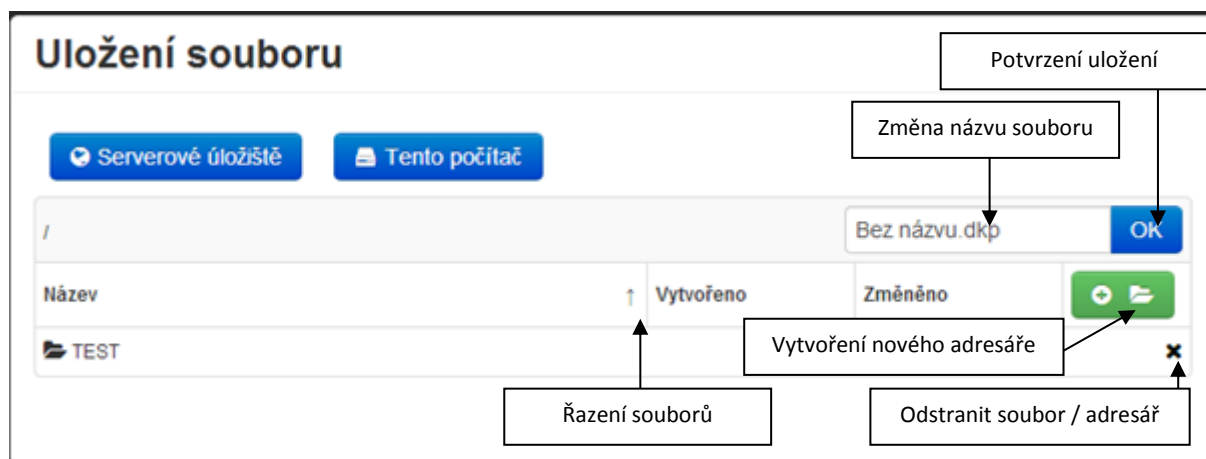 Uložení souboru
Potvrzení uložení
Změna názvu souboru
Serverové úložiště
Tento počítač
/
Bez názvu.dkp
OK
Název ↑
Vytvořeno
Změněno
TEST
Vytvoření nového adresáře
Řazení souborů
Odstranit soubor / adresář